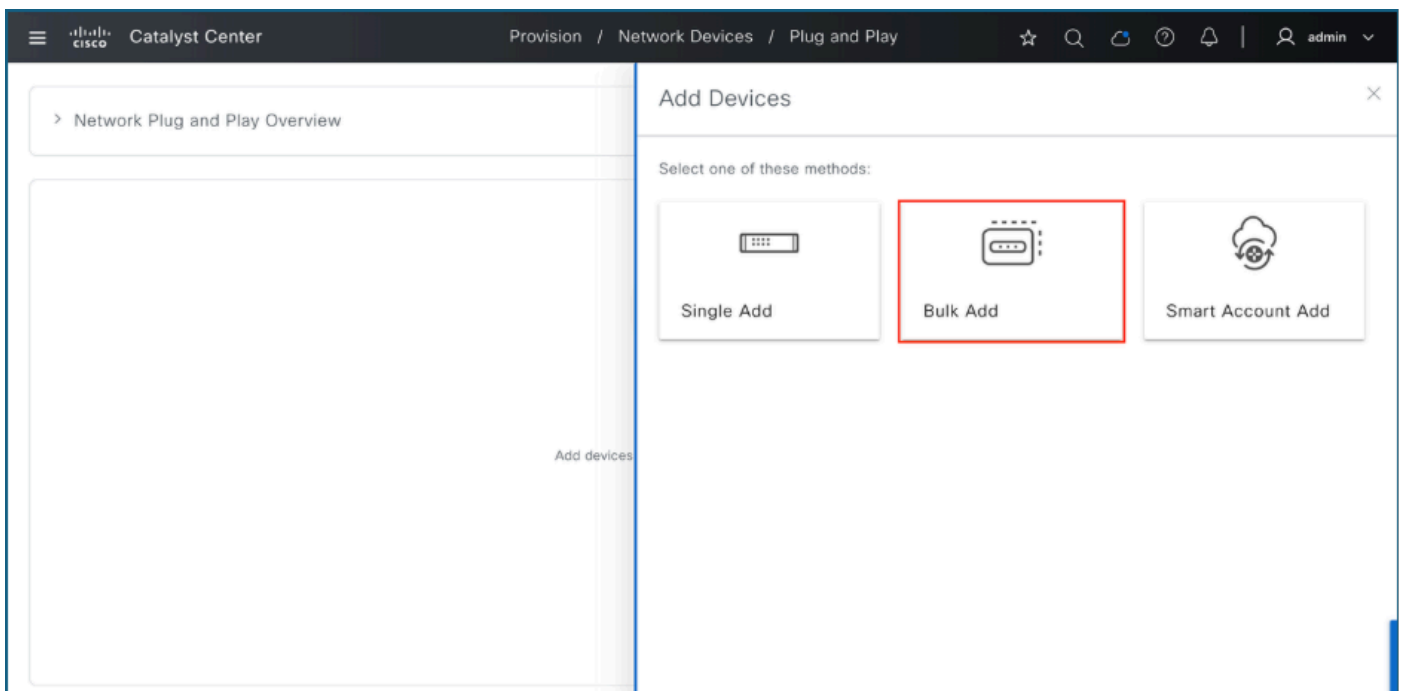 cisco Catalyst Center Provision / Network Devices / Plug and Play admin
Network Plug and Play Overview
Add devices
Add Devices
Select one of these methods:
Single Add
Bulk Add
Smart Account Add